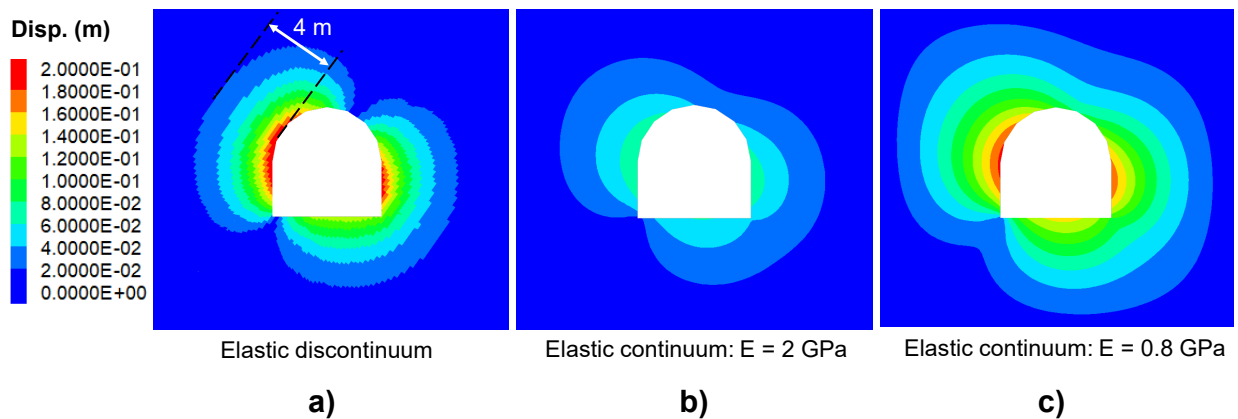 Disp. (m)
2.0000E-01
1.8000E-01
1.6000E-01
1.4000E-01
1.2000E-01
1.0000E-01
8.0000E-02
6.0000E-02
4.0000E-02
2.0000E-02
0.0000E+00
4 m
Elastic discontinuum
Elastic continuum: E = 2 GPa
Elastic continuum: E = 0.8 GPa
a)
b)
c)